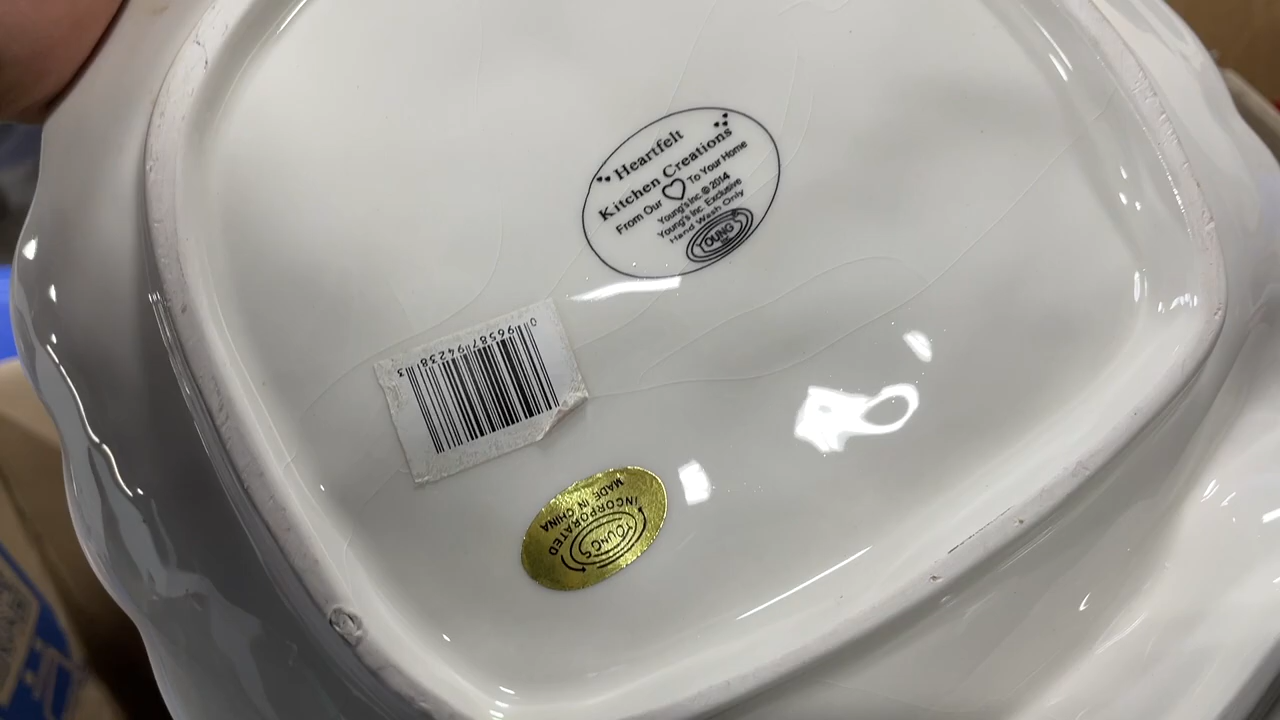 Heartfelt
Kitchen Creations
From Our ♡ To Your Home
Young's Inc. © 2014
Young's Inc. Exclusive
Hand Wash Only
YOUNG'S
0 96587 94238 3
YOUNG'S
INCORPORATED
MADE IN CHINA